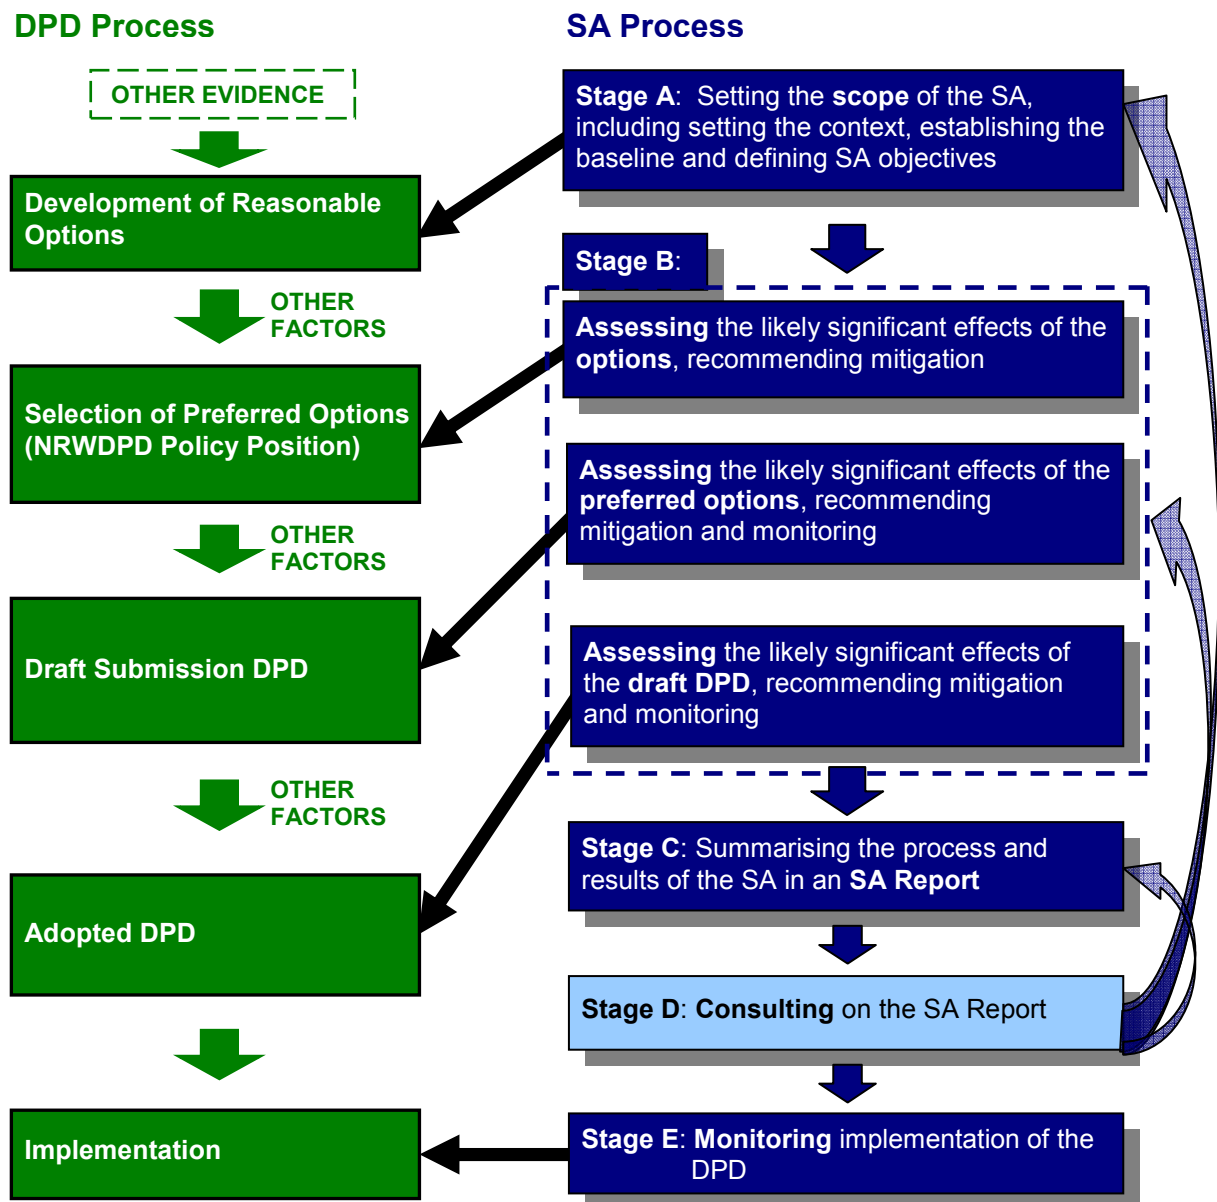 DPD Process
OTHER EVIDENCE
Development of Reasonable
Options
OTHER
FACTORS
Selection of Preferred Options
(NRWDPD Policy Position)
OTHER
FACTORS
Draft Submission DPD
OTHER
FACTORS
Adopted DPD
Implementation
SA Process
Stage A: Setting the scope of the SA,
including setting the context, establishing the
baseline and defining SA objectives
Stage B:
Assessing the likely significant effects of the
options, recommending mitigation
Assessing the likely significant effects of the
preferred options, recommending
mitigation and monitoring
Assessing the likely significant effects of
the draft DPD, recommending mitigation
and monitoring
Stage C: Summarising the process and
results of the SA in an SA Report
Stage D: Consulting on the SA Report
Stage E: Monitoring implementation of the
DPD